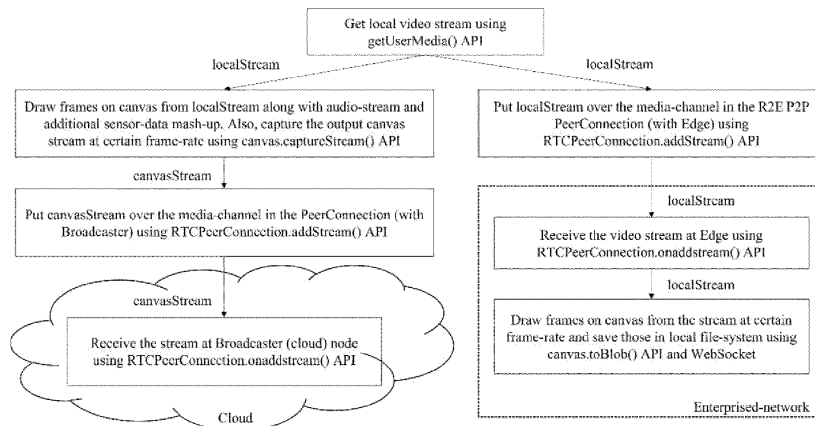 Get local video stream using
getUserMedia() API
localStream
localStream
Draw frames on canvas from localStream along with audio-stream and
additional sensor-data mash-up. Also, capture the output canvas
stream at certain frame-rate using canvas.captureStream() API
canvasStream
Put canvasStream over the media-channel in the PeerConnection (with
Broadcaster) using RTCPeerConnection.addStream() API
canvasStream
Receive the stream at Broadcaster (cloud) node
using RTCPeerConnection.onaddstream() API
Cloud
Put localStream over the media-channel in the R2E P2P
PeerConnection (with Edge) using
RTCPeerConnection.addStream() API
localStream
Receive the video stream at Edge using
RTCPeerConnection.onaddstream() API
localStream
Draw frames on canvas from the stream at certain
frame-rate and save those in local file-system using
canvas.toBlob() API and WebSocket
Enterprised-network